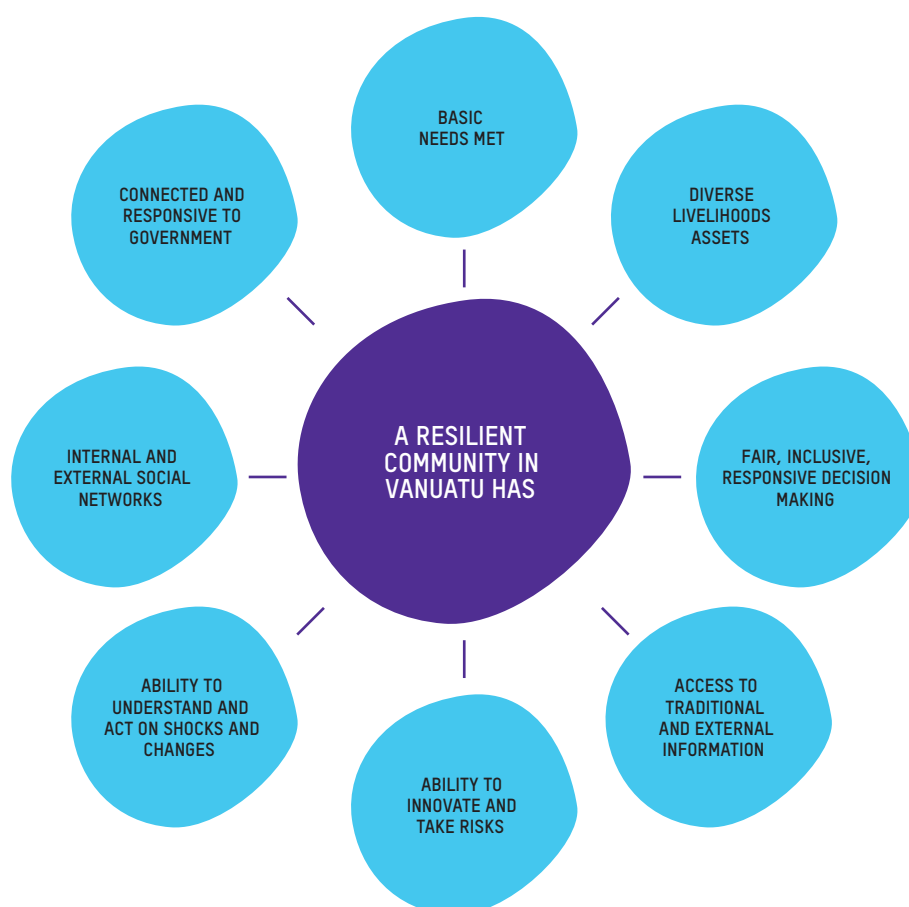 BASIC
NEEDS MET
CONNECTED AND
RESPONSIVE TO
GOVERNMENT
DIVERSE
LIVELIHOODS
ASSETS
A RESILIENT
COMMUNITY IN
VANUATU HAS
INTERNAL AND
EXTERNAL SOCIAL
NETWORKS
FAIR, INCLUSIVE,
RESPONSIVE DECISION
MAKING
ABILITY TO
UNDERSTAND AND
ACT ON SHOCKS AND
CHANGES
ACCESS TO
TRADITIONAL
AND EXTERNAL
INFORMATION
ABILITY TO
INNOVATE AND
TAKE RISKS